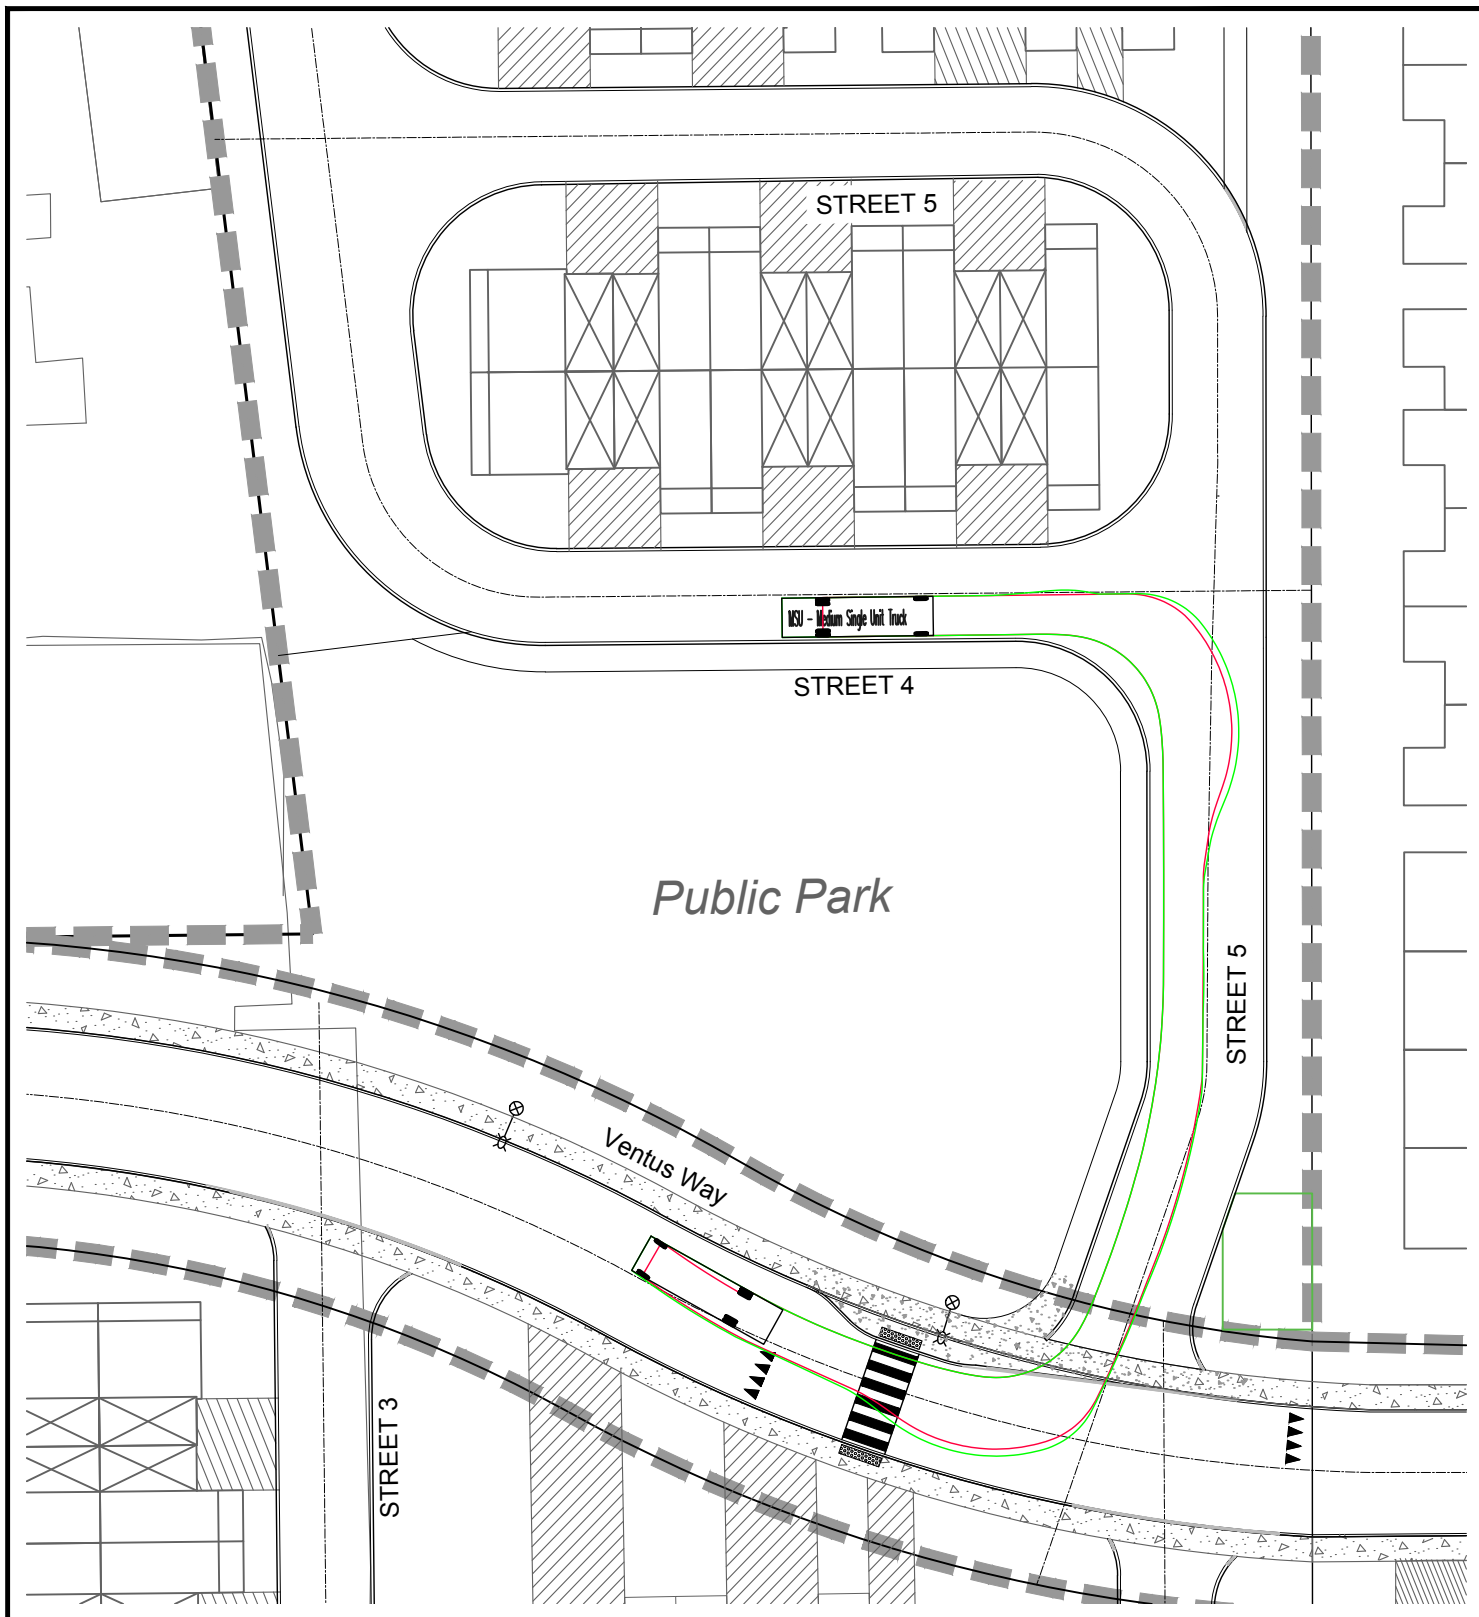 STREET 5
MSU - Medium Single Unit Truck
STREET 4
Public Park
STREET 5
Ventus Way
STREET 3